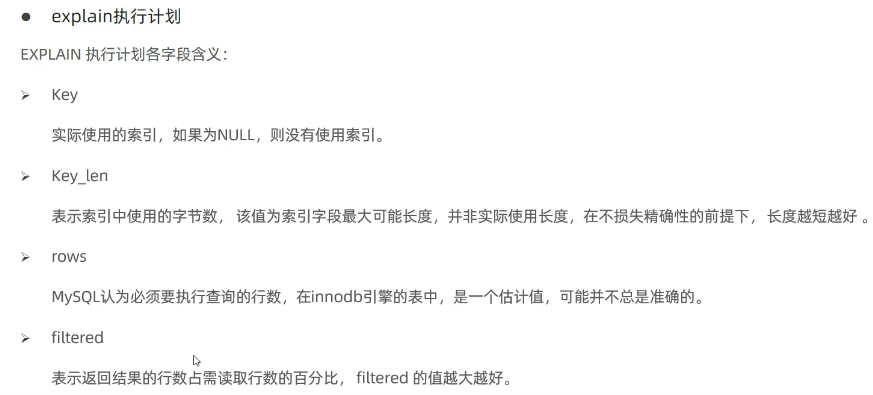 explain执行计划
EXPLAIN 执行计划各字段含义：
Key
实际使用的索引，如果为NULL，则没有使用索引。
Key_len
表示索引中使用的字节数， 该值为索引字段最大可能长度，并非实际使用长度，在不损失精确性的前提下， 长度越短越好 。
rows
MySQL认为必须要执行查询的行数，在innodb引擎的表中，是一个估计值，可能并不总是准确的。
filtered
表示返回结果的行数占需读取行数的百分比， filtered 的值越大越好。